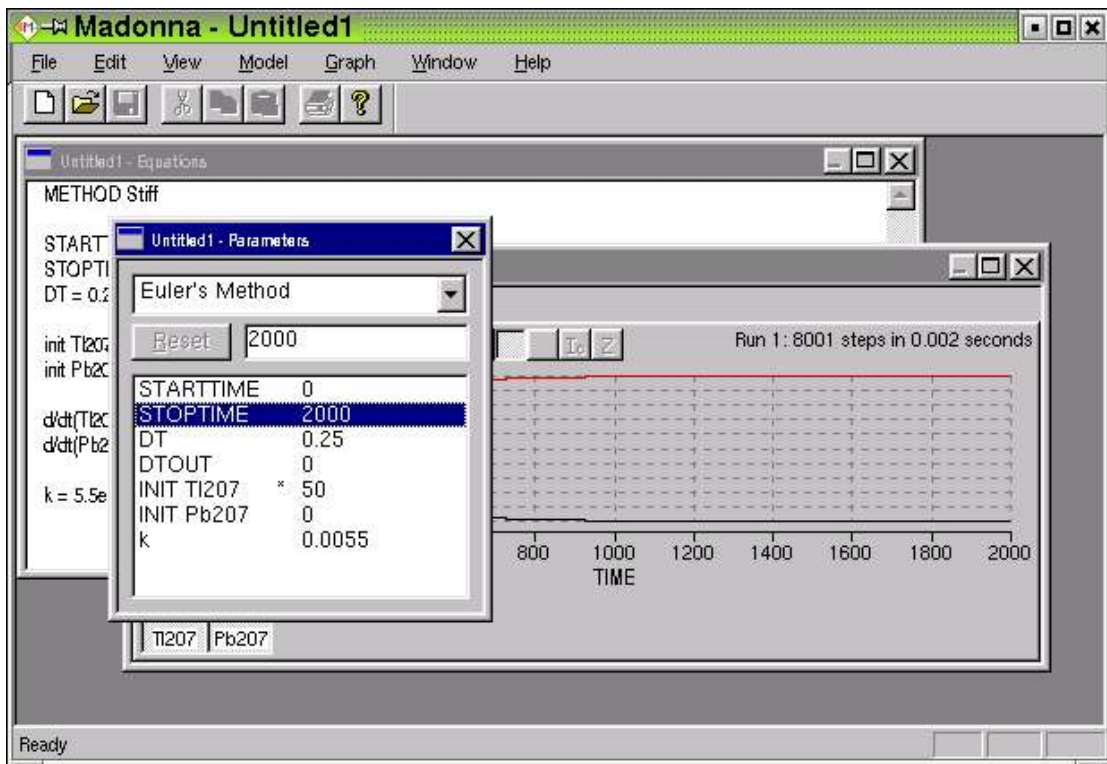 Madonna - Untitled1
File Edit View Model Graph Window Help
Untitled1 - Equations
METHOD Stiff
Untitled1 - Parameters
START
STOPTI
DT = 0.2
Euler's Method
Reset 2000
Run 1: 8001 steps in 0.002 seconds
init Tl207
init Pb20
STARTTIME 0
STOPTIME 2000
DT 0.25
DTOUT 0
INIT Tl207 * 50
INIT Pb207 0
k 0.0055
d/dt(Tl20
d/dt(Pb2
k = 5.5e
800 1000 1200 1400 1600 1800 2000
TIME
Tl207 Pb207
Ready